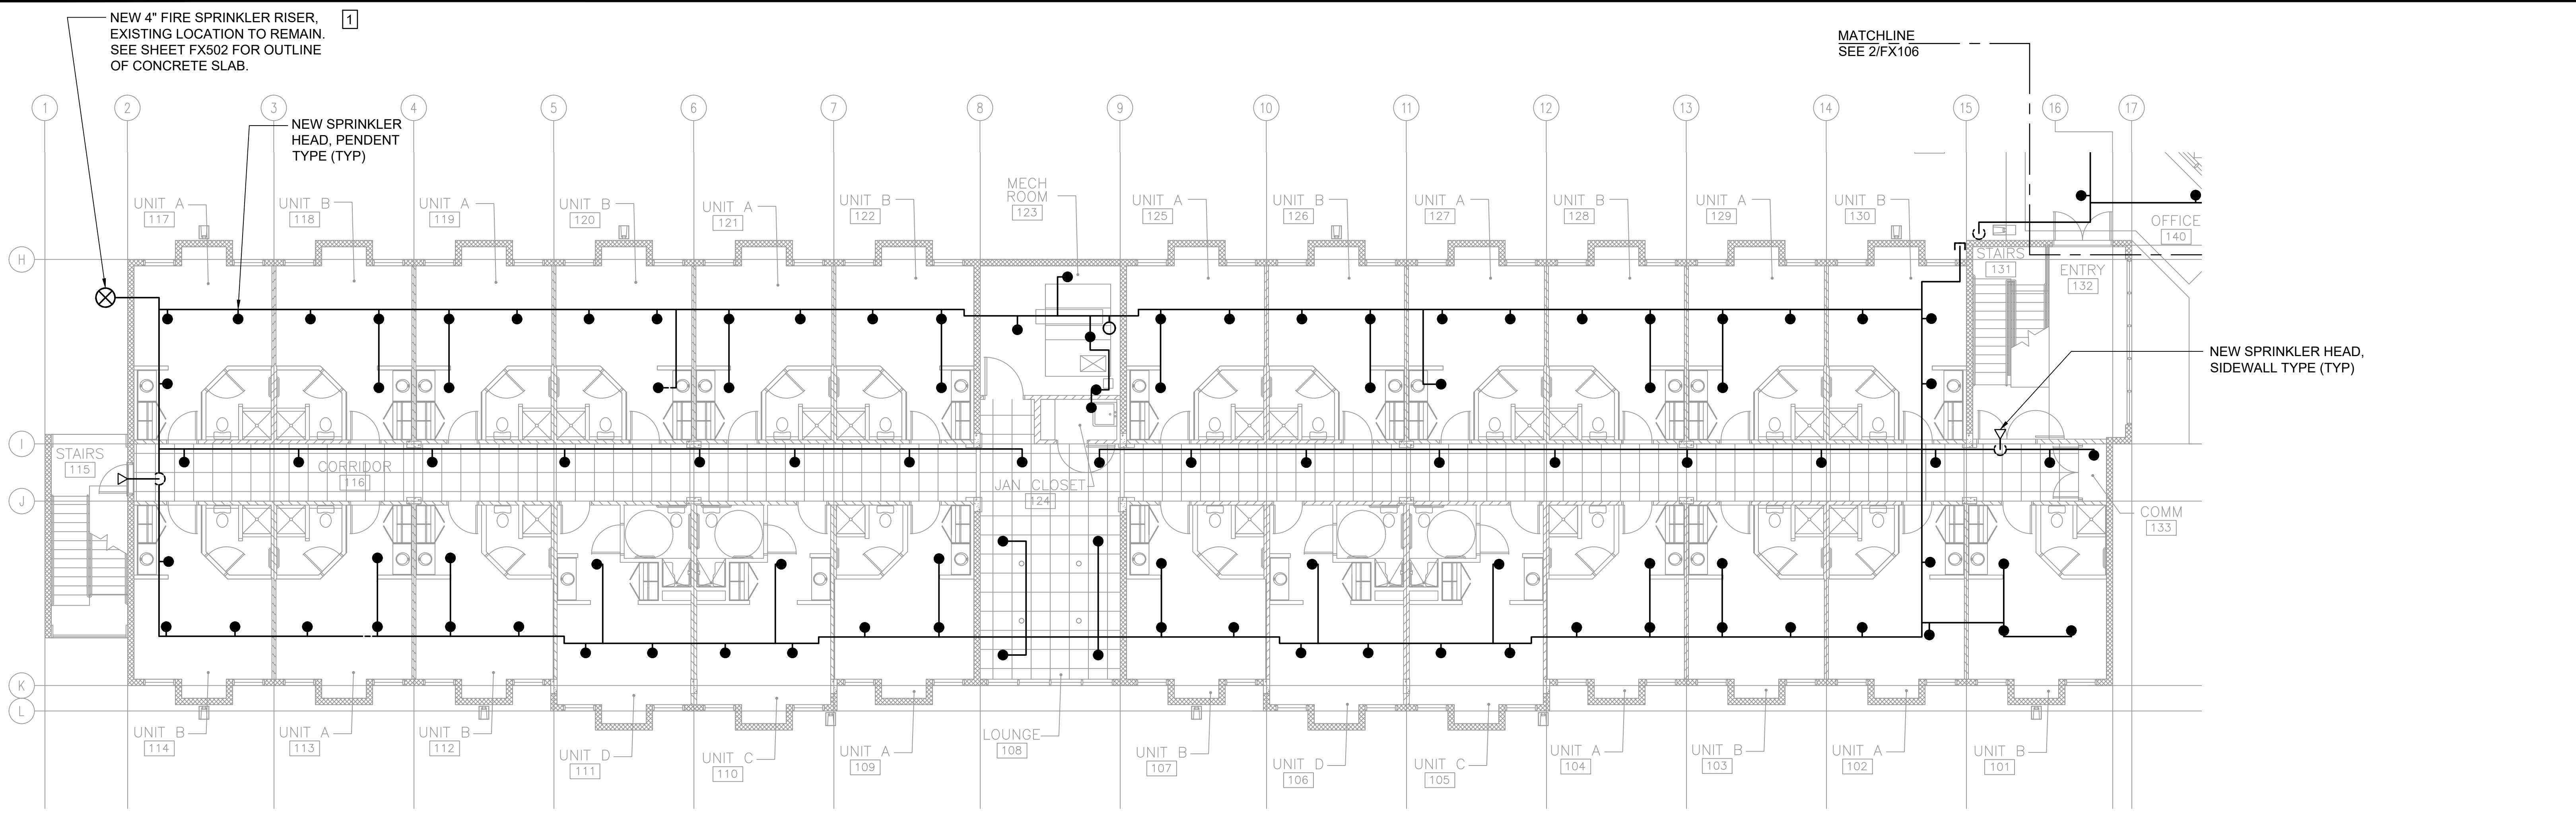 NEW 4" FIRE SPRINKLER RISER,
EXISTING LOCATION TO REMAIN.
SEE SHEET FX502 FOR OUTLINE
OF CONCRETE SLAB.
1
MATCHLINE
SEE 2/FX106
NEW SPRINKLER
HEAD, PENDENT
TYPE (TYP)
1
2
3
4
5
6
7
8
9
10
11
12
13
14
15
16
17
UNIT A
117
UNIT B
118
UNIT A
119
UNIT B
120
UNIT A
121
UNIT B
122
MECH
ROOM
123
UNIT A
125
UNIT B
126
UNIT A
127
UNIT B
128
UNIT A
129
UNIT B
130
OFFICE
140
H
STAIRS
131
ENTRY
132
NEW SPRINKLER HEAD,
SIDEWALL TYPE (TYP)
I
STAIRS
115
CORRIDOR
116
JAN CLOSET
124
J
COMM
133
K
L
UNIT B
114
UNIT A
113
UNIT B
112
UNIT D
111
UNIT C
110
UNIT A
109
LOUNGE
108
UNIT B
107
UNIT D
106
UNIT C
105
UNIT A
104
UNIT B
103
UNIT A
102
UNIT B
101